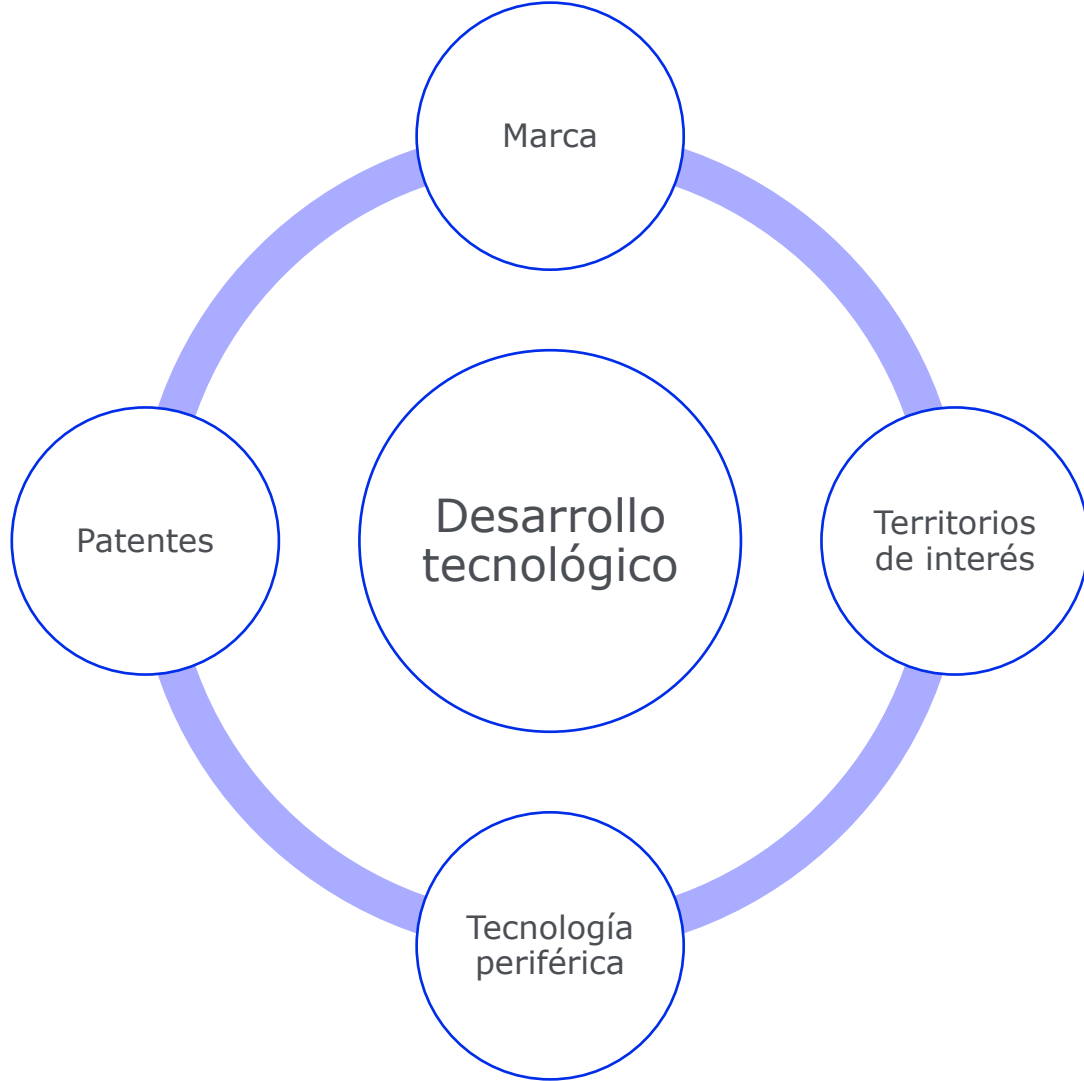 Marca
Patentes
Desarrollo
tecnológico
Territorios
de interés
Tecnología
periférica